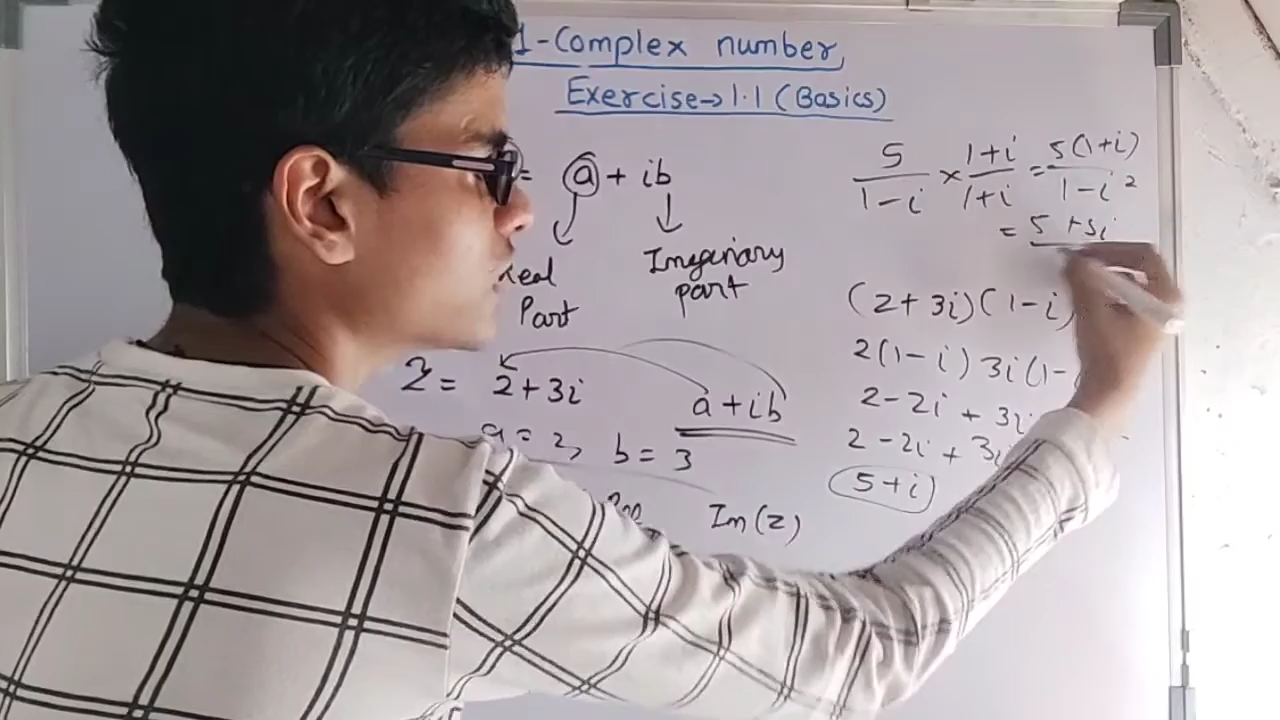 1-Complex number
Exercise→1.1 (Basics)
= a + ib
Real Part
Imaginary part
z = 2+3i
a+ib
a = 2, b = 3
Im(z)
5/1-i × 1+i/1+i = 5(1+i)/1-i²
= 5+5i
(2+3i)(1-i)
2(1-i) 3i(1-
2-2i + 3i
2-2i + 3i
5+i